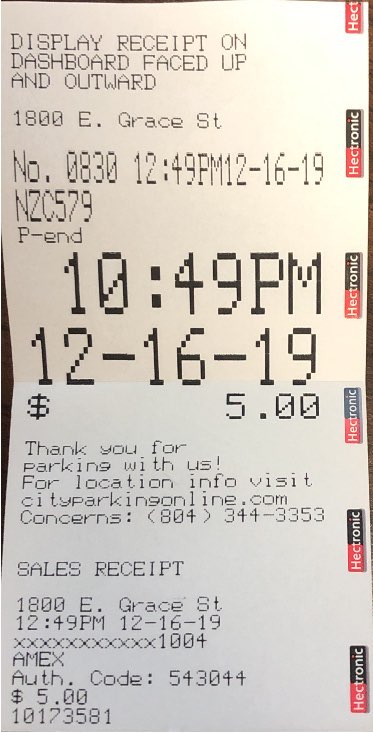 DISPLAY RECEIPT ON
DASHBOARD FACED UP
AND OUTWARD
1800 E. Grace St
No. 0830 12:49PM12-16-19
NZC579
P-end
10:49PM
12-16-19
$ 5.00
Thank you for
parking with us!
For location info visit
cityparkingonline.com
Concerns: (804) 344-3353
SALES RECEIPT
1800 E. Grace St
12:49PM 12-16-19
xxxxxxxxxxx1004
AMEX
Auth. Code: 543044
$ 5.00
10173581
Hectronic
Hectronic
Hectronic
Hectronic
Hectronic
Hectronic